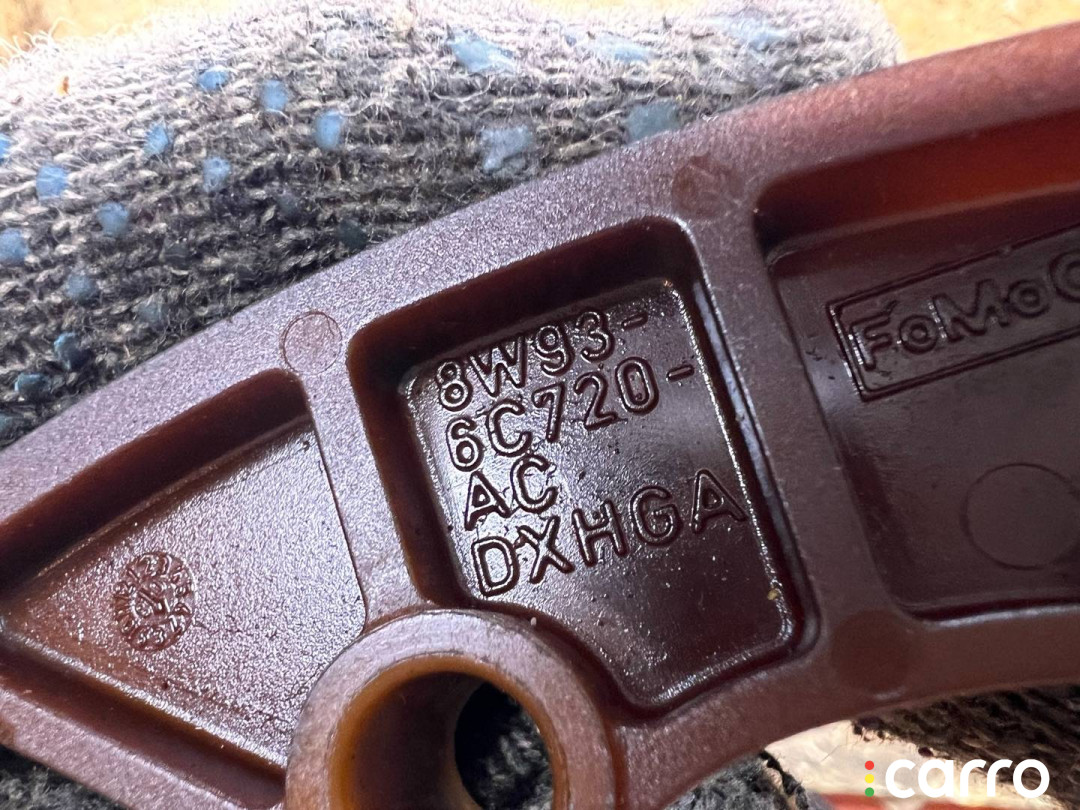 8W93-
6C720-
AC
DXHGA
FoMoC
carro